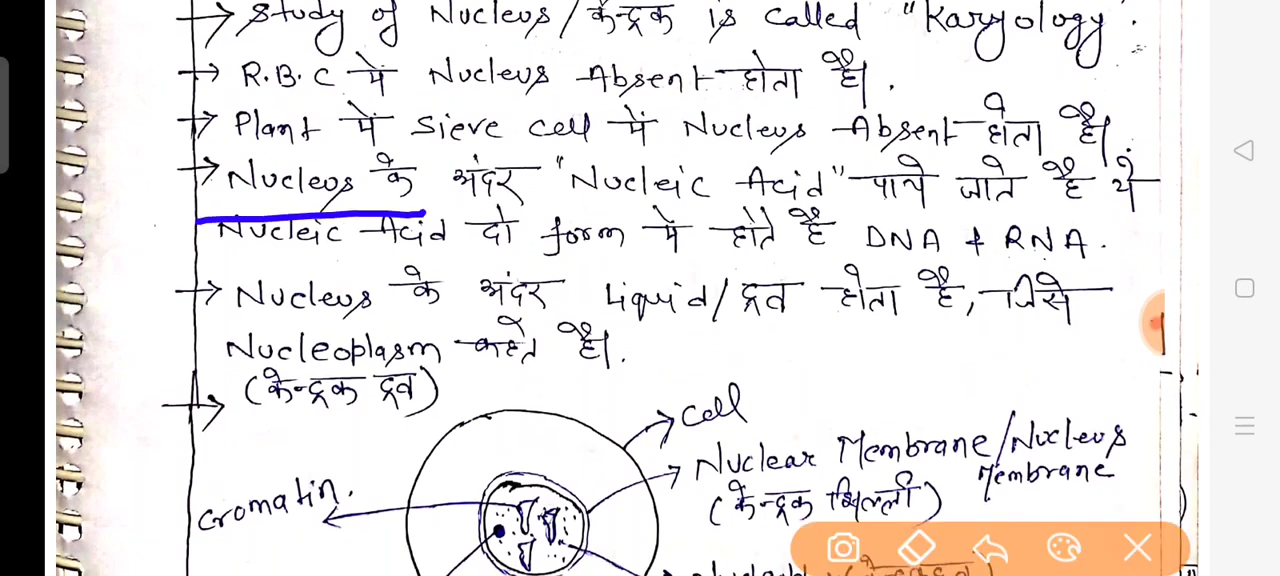 → Study of Nucleus/केन्द्रक is called "Karyology.
→ R.B.C में Nucleus Absent होता है।.
→ Plant में Sieve cell में Nucleus Absent होता है।
→ Nucleus के अंदर "Nucleic Acid" पाये जाते है यें
Nucleic Acid दो form में होते है DNA & RNA.
→ Nucleus के अंदर Liquid/द्रव होता है, जिसे
Nucleoplasm कहते है।.
(केन्द्रक द्रव)
→ Cell
Nuclear Membrane/Nucleus Membrane
(केन्द्रक झिल्ली)
Cromatin.